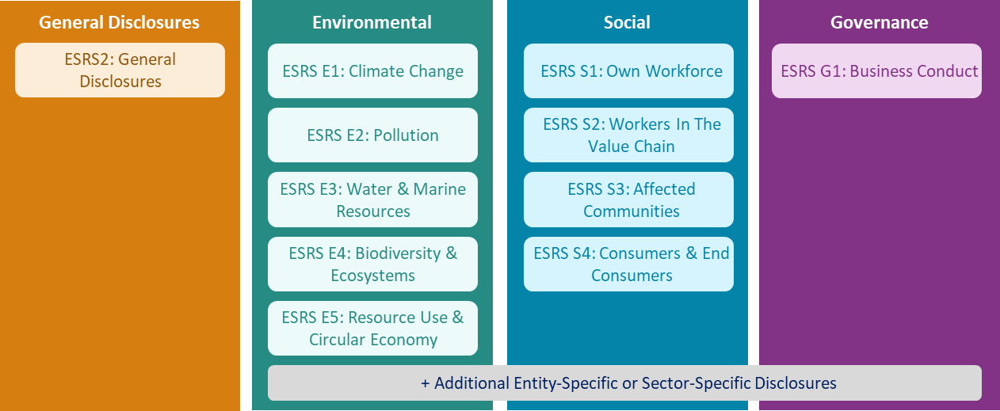 General Disclosures
ESRS2: General
Disclosures
Environmental
ESRS E1: Climate Change
ESRS E2: Pollution
ESRS E3: Water & Marine
Resources
ESRS E4: Biodiversity &
Ecosystems
ESRS E5: Resource Use &
Circular Economy
Social
ESRS S1: Own Workforce
ESRS S2: Workers In The
Value Chain
ESRS S3: Affected
Communities
ESRS S4: Consumers & End
Consumers
Governance
ESRS G1: Business Conduct
+ Additional Entity-Specific or Sector-Specific Disclosures